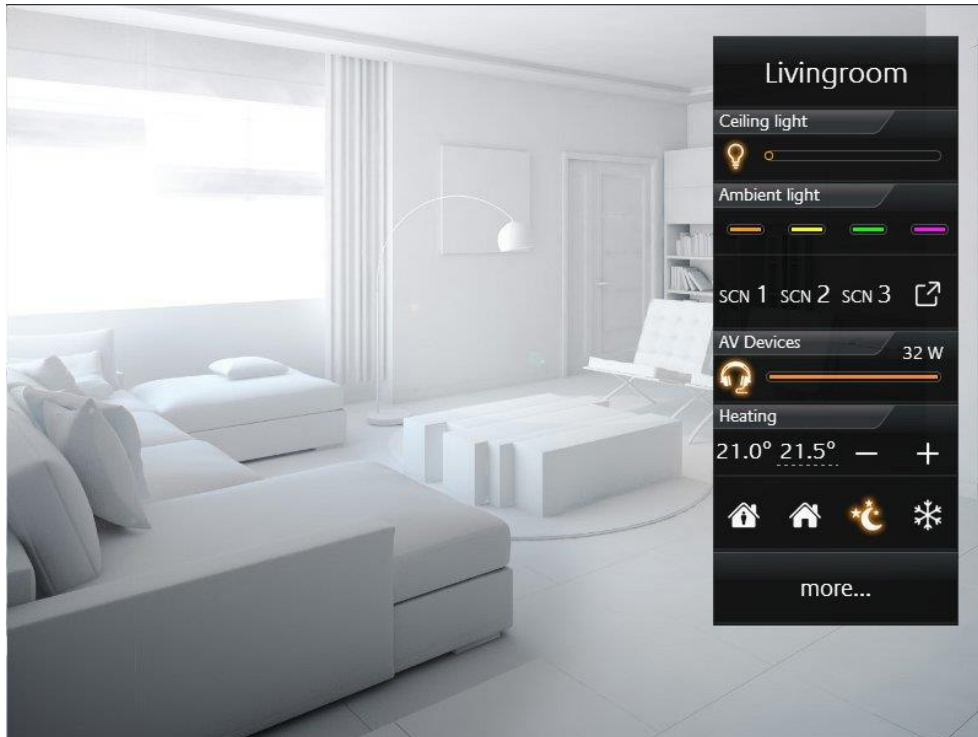 Livingroom
Ceiling light
Ambient light
SCN 1 SCN 2 SCN 3
AV Devices
32 W
Heating
21.0° 21.5° − +
more...